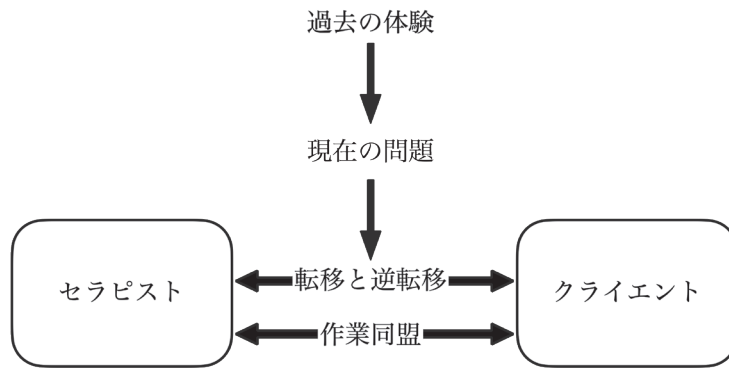 過去の体験
現在の問題
セラピスト
転移と逆転移
クライエント
作業同盟